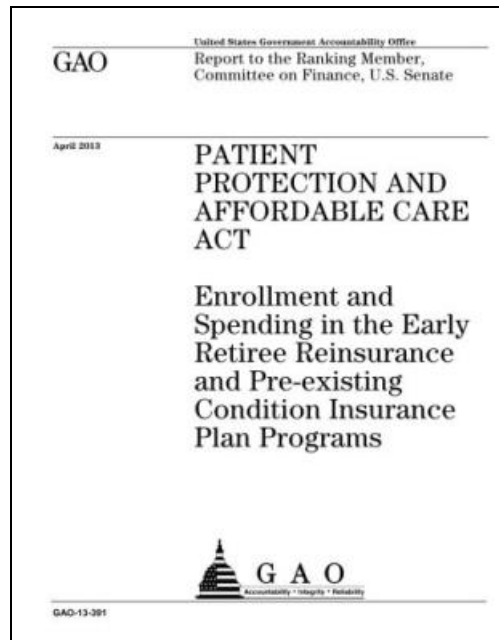 United States Government Accountability Office
GAO
Report to the Ranking Member,
Committee on Finance, U.S. Senate
April 2013
PATIENT
PROTECTION AND
AFFORDABLE CARE
ACT
Enrollment and
Spending in the Early
Retiree Reinsurance
and Pre-existing
Condition Insurance
Plan Programs
G A O
Accountability * Integrity * Reliability
GAO-13-391